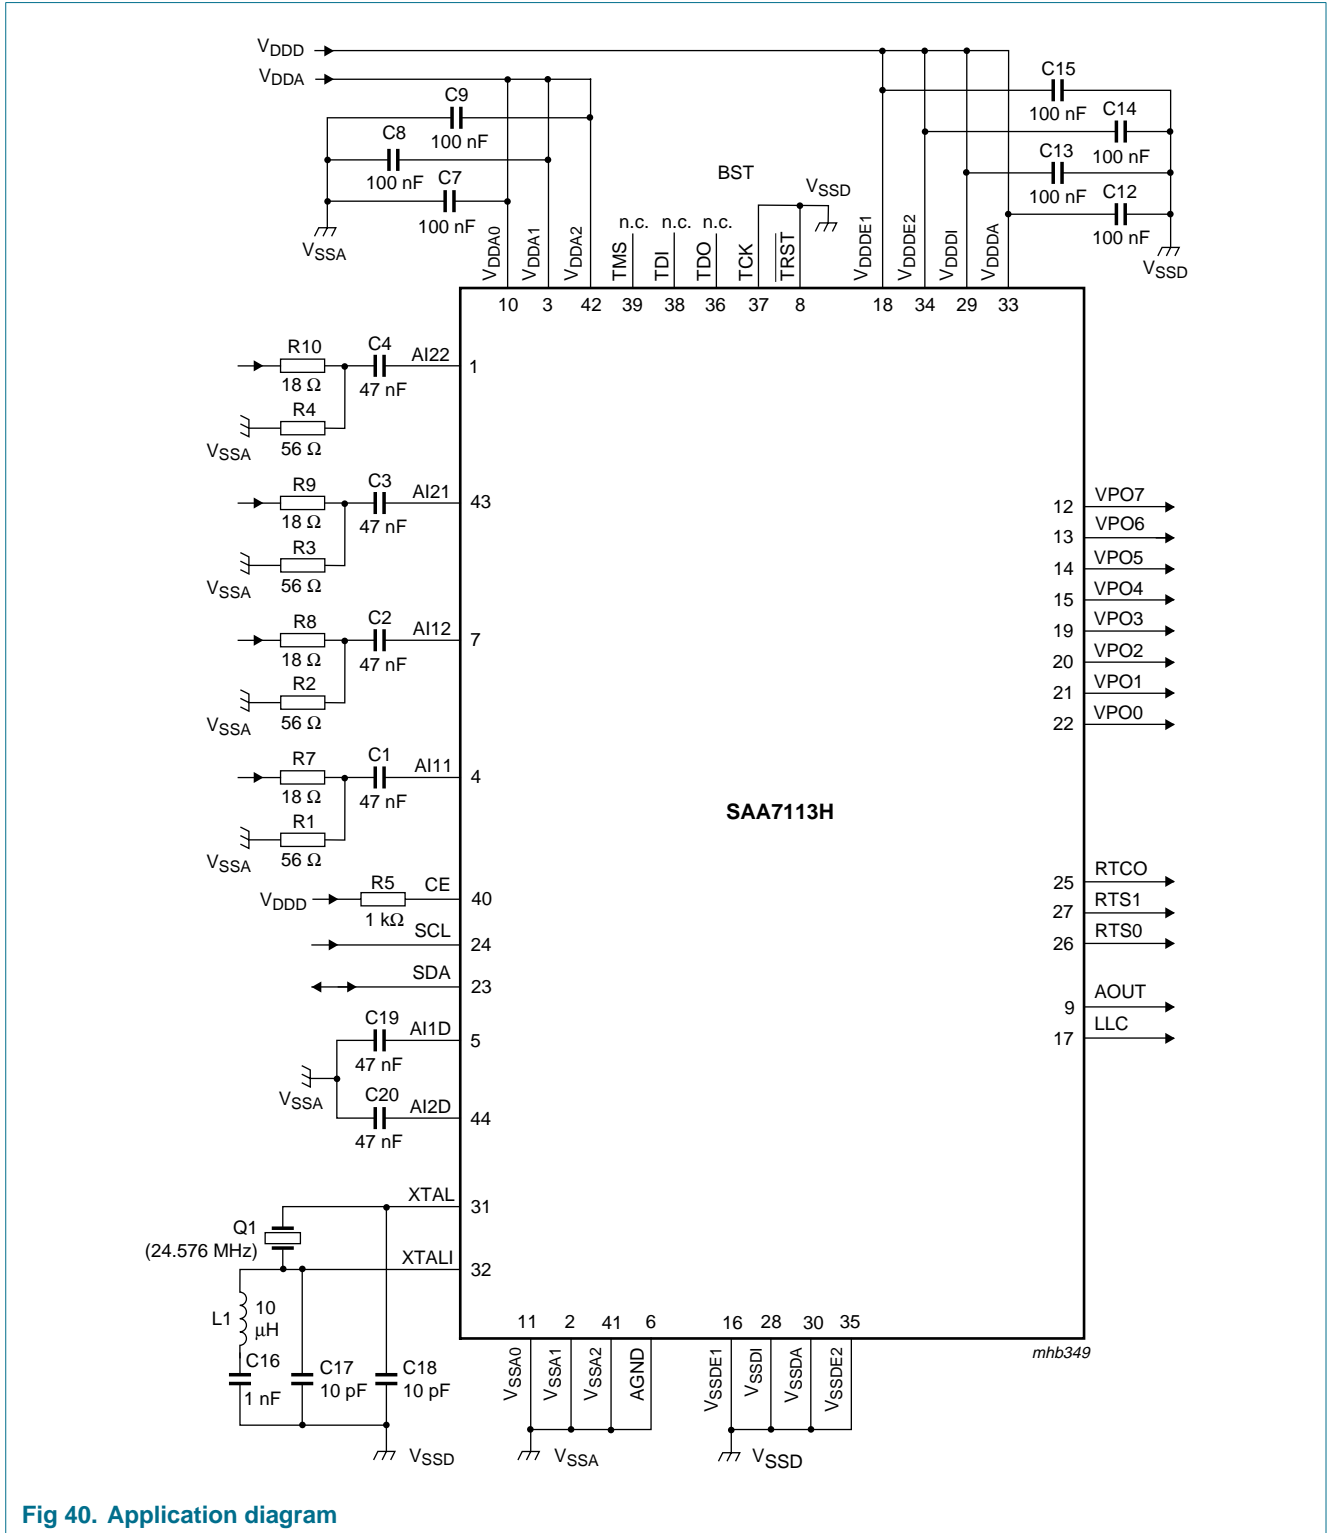 VDDD
VDDA
C9
100 nF
C8
100 nF
C7
100 nF
VSSA
C15
100 nF
C14
100 nF
C13
100 nF
C12
100 nF
VSSD
BST
VSSD
n.c. n.c. n.c.
VDDA0 VDDA1 VDDA2 TMS TDI TDO TCK TRST VDDDE1 VDDDE2 VDDDI VDDDA
10 3 42 39 38 36 37 8 18 34 29 33
R10
18 Ω
C4
47 nF
AI22
1
R4
56 Ω
VSSA
R9
18 Ω
C3
47 nF
AI21
43
R3
56 Ω
VSSA
R8
18 Ω
C2
47 nF
AI12
7
R2
56 Ω
VSSA
R7
18 Ω
C1
47 nF
AI11
4
R1
56 Ω
VSSA
VDDD
R5
1 kΩ
CE
40
SCL
24
SDA
23
C19
47 nF
AI1D
5
VSSA
C20
47 nF
AI2D
44
XTAL
31
Q1
(24.576 MHz)
XTALI
32
L1
10
μH
C16
1 nF
C17
10 pF
C18
10 pF
VSSD
SAA7113H
12 VPO7
13 VPO6
14 VPO5
15 VPO4
19 VPO3
20 VPO2
21 VPO1
22 VPO0
25 RTCO
27 RTS1
26 RTS0
9 AOUT
17 LLC
11 2 41 6 16 28 30 35
VSSA0 VSSA1 VSSA2 AGND VSSDE1 VSSDI VSSDA VSSDE2
VSSA
VSSD
mhb349
Fig 40. Application diagram